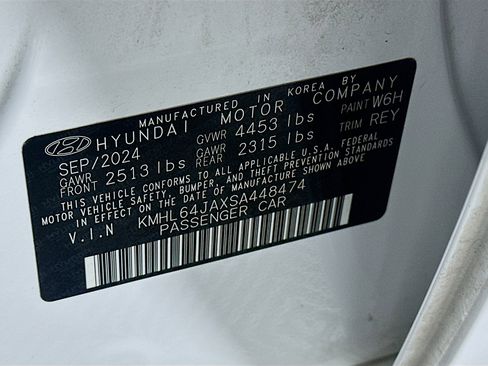 MANUFACTURED IN KOREA BY
HYUNDAI MOTOR COMPANY
SEP/2024 GVWR 4453 lbs PAINT W6H
GAWR FRONT 2513 lbs GAWR REAR 2315 lbs TRIM REY
THIS VEHICLE CONFORMS TO ALL APPLICABLE U.S.A. FEDERAL
MOTOR VEHICLE SAFETY, BUMPER, AND THEFT PREVENTION STANDARDS
IN EFFECT ON THE DATE OF MANUFACTURE SHOWN ABOVE.
V.I.N KMHL64JAXSA448474
PASSENGER CAR